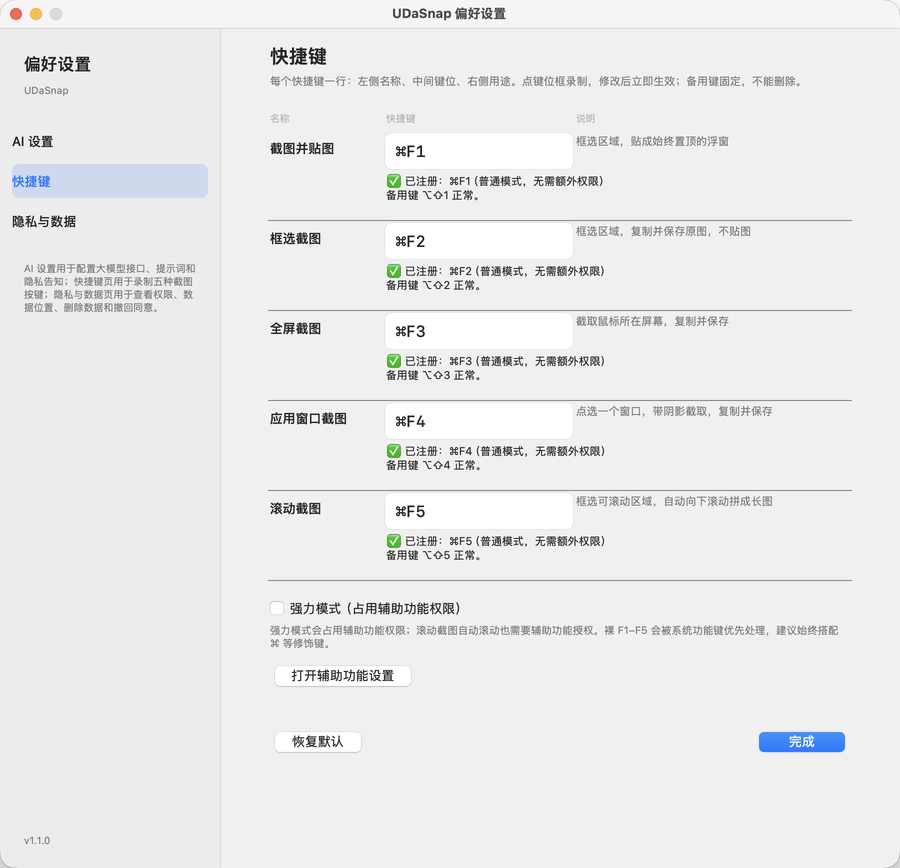 UDaSnap 偏好设置
偏好设置
UDaSnap
AI 设置
快捷键
隐私与数据
AI 设置用于配置大模型接口、提示词和
隐私告知；快捷键页用于录制五种截图
按键；隐私与数据页用于查看权限、数
据位置、删除数据和撤回同意。
v1.1.0
快捷键
每个快捷键一行：左侧名称、中间键位、右侧用途。点键位框录制，修改后立即生效；备用键固定，不能删除。
名称 快捷键 说明
截图并贴图 ⌘F1 框选区域，贴成始终置顶的浮窗
✅ 已注册：⌘F1 (普通模式，无需额外权限)
备用键 ⌥⇧1 正常。
框选截图 ⌘F2 框选区域，复制并保存原图，不贴图
✅ 已注册：⌘F2 (普通模式，无需额外权限)
备用键 ⌥⇧2 正常。
全屏截图 ⌘F3 截取鼠标所在屏幕，复制并保存
✅ 已注册：⌘F3 (普通模式，无需额外权限)
备用键 ⌥⇧3 正常。
应用窗口截图 ⌘F4 点选一个窗口，带阴影截取，复制并保存
✅ 已注册：⌘F4 (普通模式，无需额外权限)
备用键 ⌥⇧4 正常。
滚动截图 ⌘F5 框选可滚动区域，自动向下滚动拼成长图
✅ 已注册：⌘F5 (普通模式，无需额外权限)
备用键 ⌥⇧5 正常。
强力模式（占用辅助功能权限）
强力模式会占用辅助功能权限；滚动截图自动滚动也需要辅助功能授权。裸 F1–F5 会被系统功能键优先处理，建议始终搭配
⌘ 等修饰键。
打开辅助功能设置
恢复默认 完成